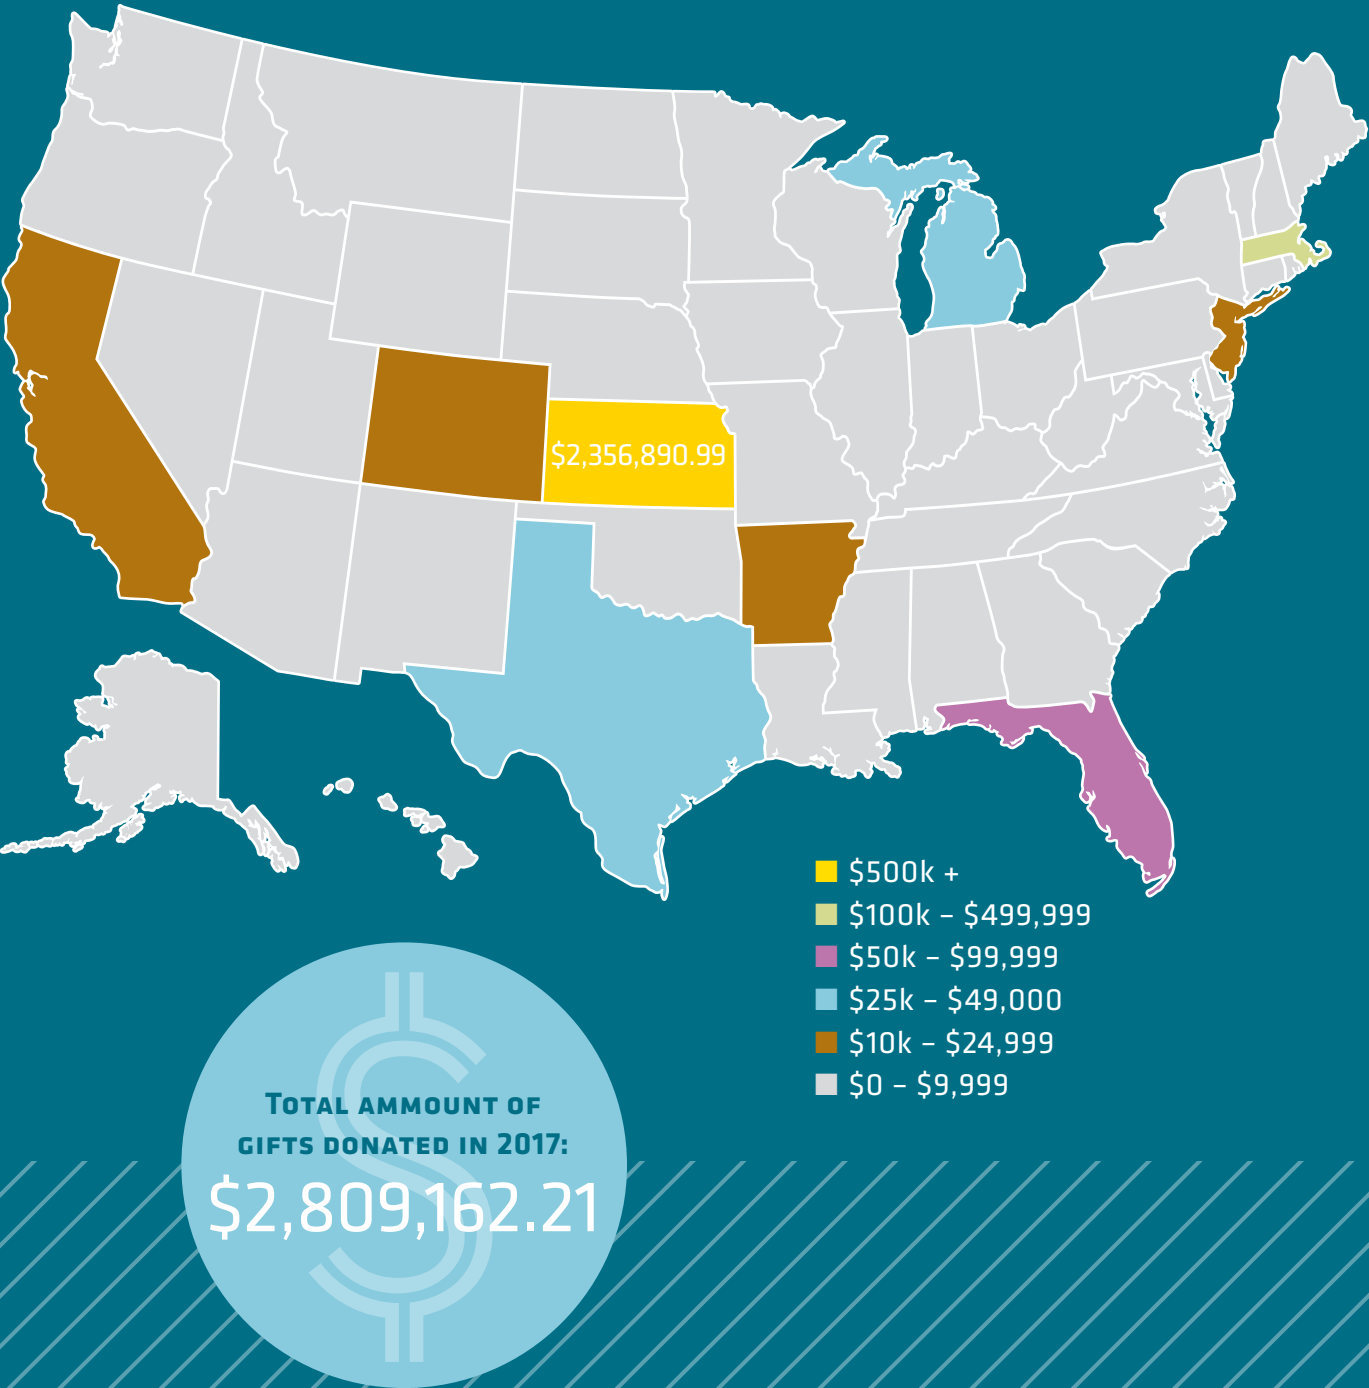 $2,356,890.99
$500k +
$100k – $499,999
$50k – $99,999
$25k – $49,000
$10k – $24,999
$0 – $9,999
Total ammount of
gifts donated in 2017:
$2,809,162.21